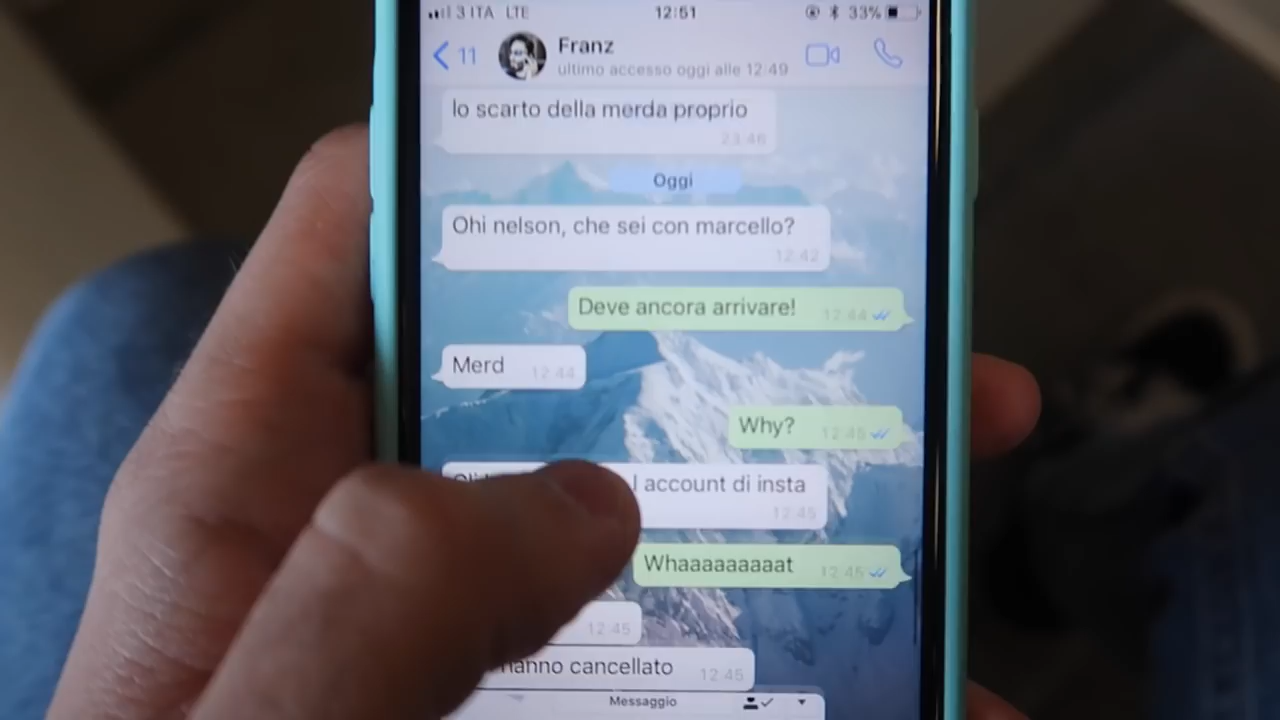 3 ITA LTE 12:51 33%
11 Franz
ultimo accesso oggi alle 12:49
lo scarto della merda proprio
23:46
Oggi
Ohi nelson, che sei con marcello?
12:42
Deve ancora arrivare! 12:44
Merd 12:44
Why? 12:45
account di insta
12:45
Whaaaaaaaaat 12:45
12:45
hanno cancellato 12:45
Messaggio